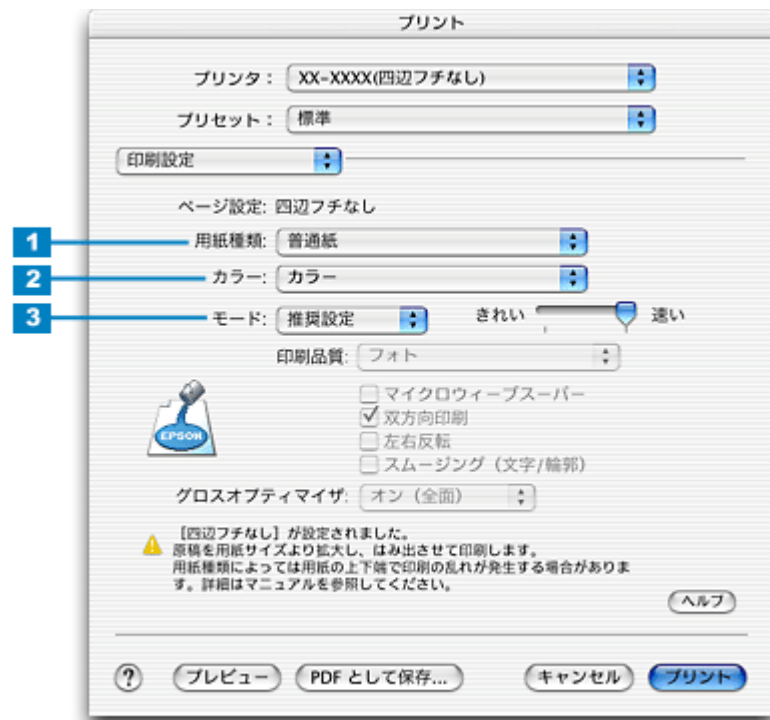 プリント
プリンタ： XX-XXXX(四辺フチなし)
プリセット： 標準
印刷設定
ページ設定: 四辺フチなし
1 用紙種類: 普通紙
2 カラー: カラー
3 モード: 推奨設定 きれい 速い
印刷品質: フォト
マイクロウィーブスーパー
双方向印刷
左右反転
スムージング（文字/輪郭）
EPSON
グロスオプティマイザ: オン（全面）
［四辺フチなし］が設定されました。
原稿を用紙サイズより拡大し、はみ出させて印刷します。
用紙種類によっては用紙の上下端で印刷の乱れが発生する場合がありま
す。詳細はマニュアルを参照してください。
ヘルプ
? プレビュー PDF として保存... キャンセル プリント